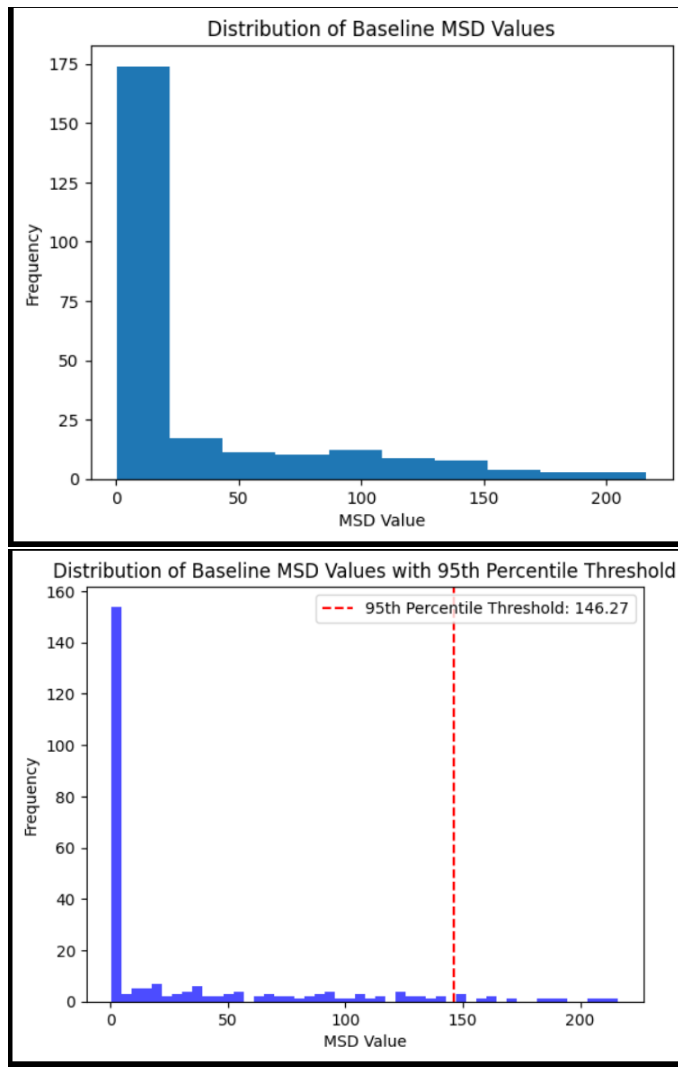 Distribution of Baseline MSD Values
175
150
125
100
75
50
25
0
Frequency
0 50 100 150 200
MSD Value
Distribution of Baseline MSD Values with 95th Percentile Threshold
95th Percentile Threshold: 146.27
160
140
120
100
80
60
40
20
0
Frequency
0 50 100 150 200
MSD Value